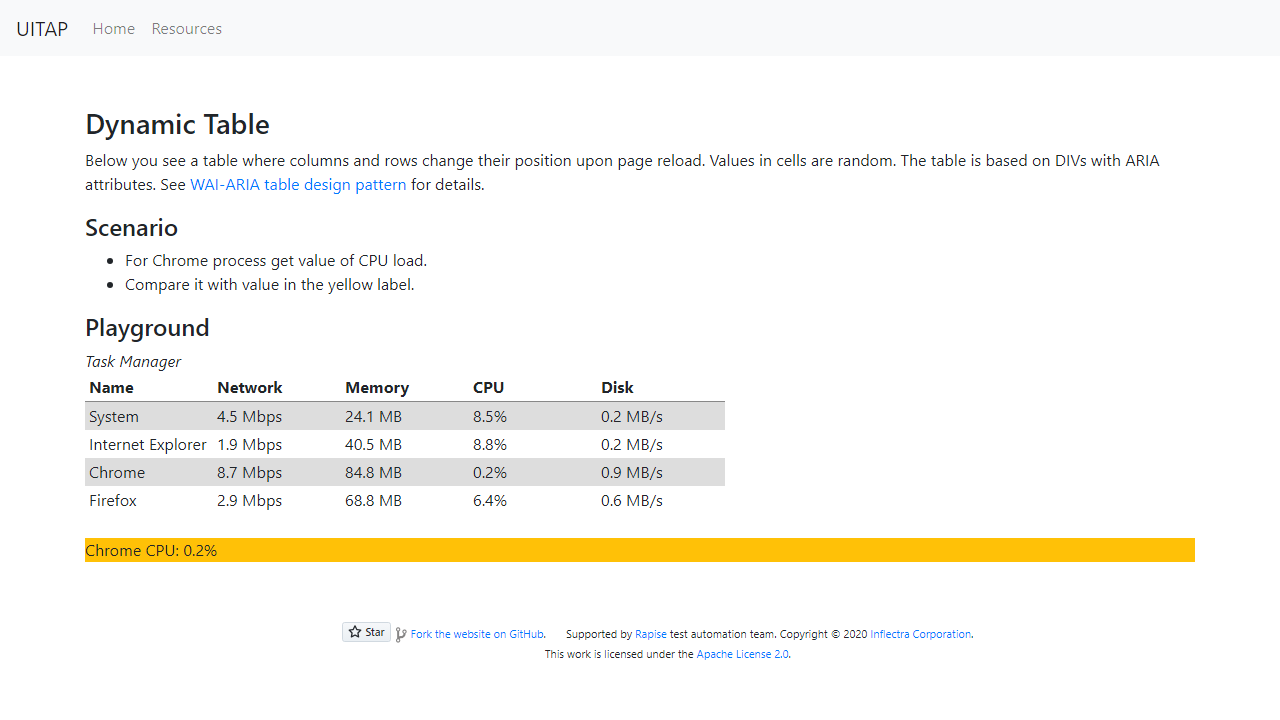 UITAP Home Resources
Dynamic Table
Below you see a table where columns and rows change their position upon page reload. Values in cells are random. The table is based on DIVs with ARIA
attributes. See WAI-ARIA table design pattern for details.
Scenario
For Chrome process get value of CPU load.
Compare it with value in the yellow label.
Playground
Task Manager
Name Network Memory CPU Disk
System 4.5 Mbps 24.1 MB 8.5% 0.2 MB/s
Internet Explorer 1.9 Mbps 40.5 MB 8.8% 0.2 MB/s
Chrome 8.7 Mbps 84.8 MB 0.2% 0.9 MB/s
Firefox 2.9 Mbps 68.8 MB 6.4% 0.6 MB/s
Chrome CPU: 0.2%
Star Fork the website on GitHub. Supported by Rapise test automation team. Copyright © 2020 Inflectra Corporation.
This work is licensed under the Apache License 2.0.